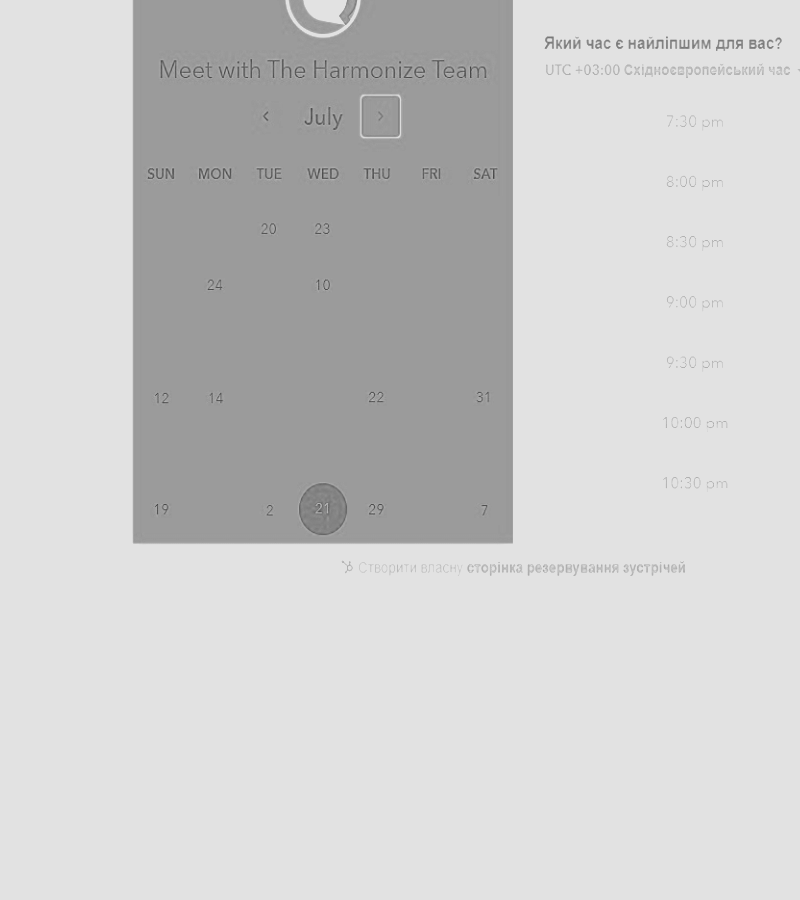 Meet with The Harmonize Team
July
SUN MON TUE WED THU FRI SAT
20 23
24 10
12 14 22 31
19 2 21 29 7
Який час є найліпшим для вас?
UTC +03:00 Східноєвропейський час
7:30 pm
8:00 pm
8:30 pm
9:00 pm
9:30 pm
10:00 pm
10:30 pm
Створити власну сторінка резервування зустрічей